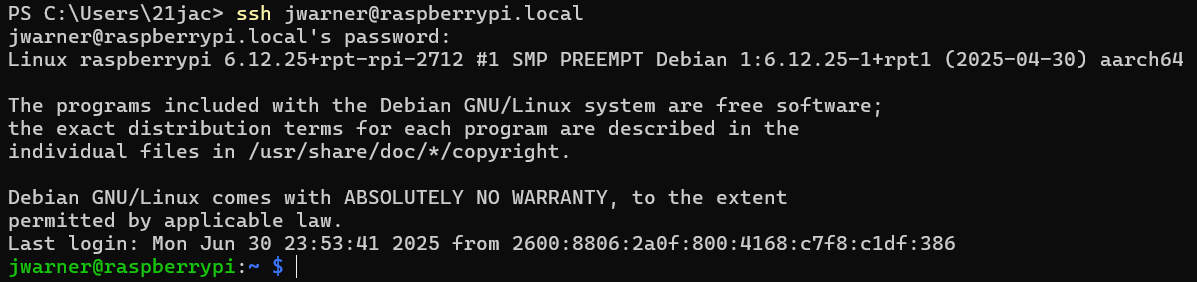 PS C:\Users\21jac> ssh jwarner@raspberrypi.local
jwarner@raspberrypi.local's password:
Linux raspberrypi 6.12.25+rpt-rpi-2712 #1 SMP PREEMPT Debian 1:6.12.25-1+rpt1 (2025-04-30) aarch64
The programs included with the Debian GNU/Linux system are free software;
the exact distribution terms for each program are described in the
individual files in /usr/share/doc/*/copyright.
Debian GNU/Linux comes with ABSOLUTELY NO WARRANTY, to the extent
permitted by applicable law.
Last login: Mon Jun 30 23:53:41 2025 from 2600:8806:2a0f:800:4168:c7f8:c1df:386
jwarner@raspberrypi:~ $